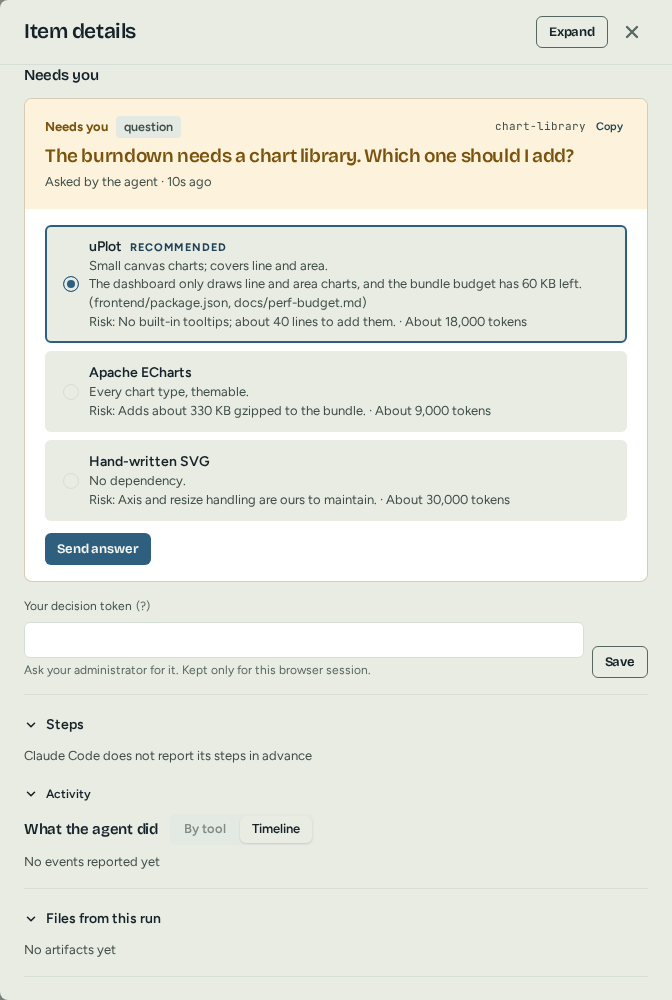 Item details
Expand
Needs you
Needs you question chart-library Copy
The burndown needs a chart library. Which one should I add?
Asked by the agent · 10s ago
uPlot RECOMMENDED
Small canvas charts; covers line and area.
The dashboard only draws line and area charts, and the bundle budget has 60 KB left.
(frontend/package.json, docs/perf-budget.md)
Risk: No built-in tooltips; about 40 lines to add them. · About 18,000 tokens
Apache ECharts
Every chart type, themable.
Risk: Adds about 330 KB gzipped to the bundle. · About 9,000 tokens
Hand-written SVG
No dependency.
Risk: Axis and resize handling are ours to maintain. · About 30,000 tokens
Send answer
Your decision token (?)
Ask your administrator for it. Kept only for this browser session.
Save
Steps
Claude Code does not report its steps in advance
Activity
What the agent did By tool Timeline
No events reported yet
Files from this run
No artifacts yet